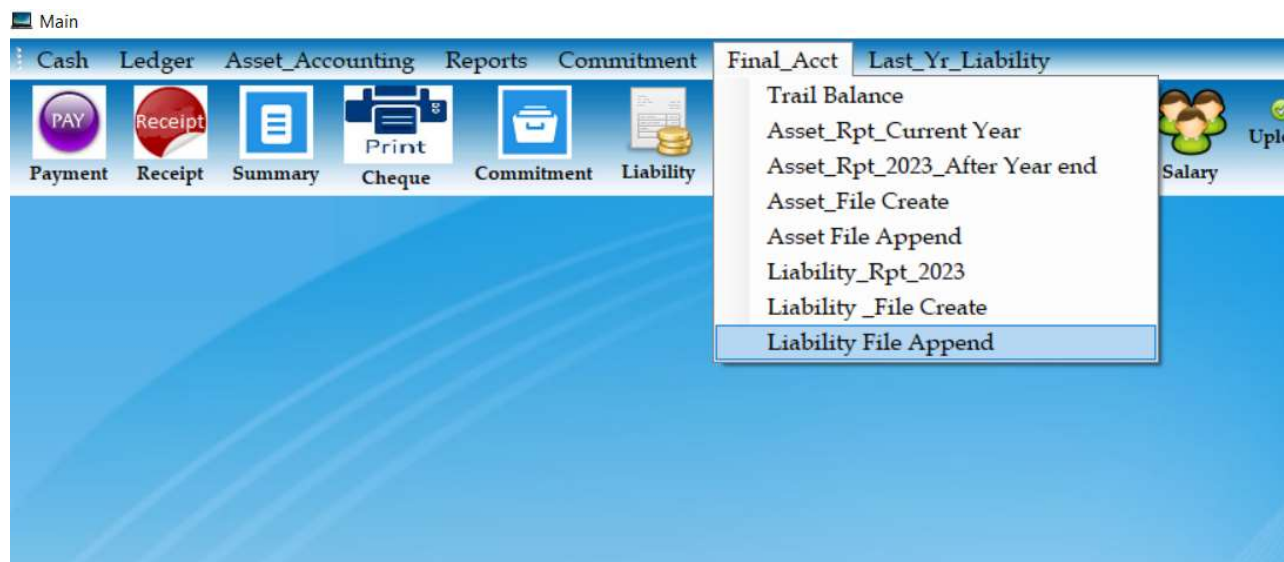 Main
Cash Ledger Asset_Accounting Reports Commitment Final_Acct Last_Yr_Liability
PAY
Receipt
Print
Payment Receipt Summary Cheque Commitment Liability Salary
Trail Balance
Asset_Rpt_Current Year
Asset_Rpt_2023_After Year end
Asset_File Create
Asset File Append
Liability_Rpt_2023
Liability _File Create
Liability File Append